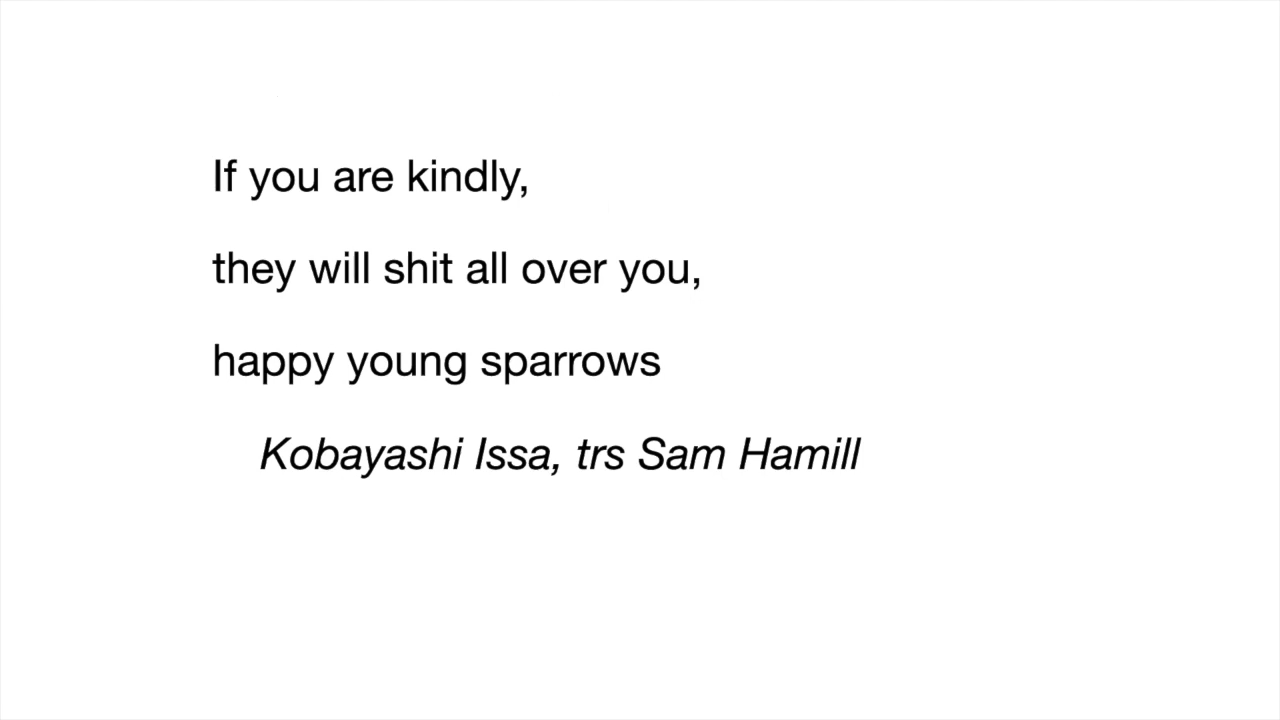 If you are kindly,
they will shit all over you,
happy young sparrows
Kobayashi Issa, trs Sam Hamill